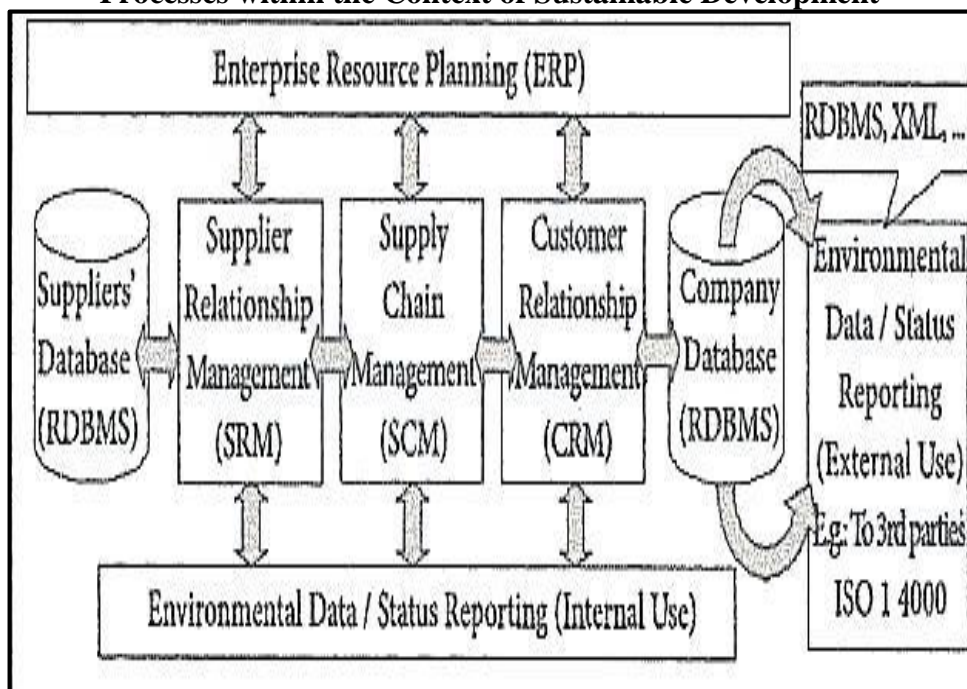 Processes within the Context of Sustainable Development
Enterprise Resource Planning (ERP)
RDBMS, XML, ...
Suppliers'
Database
(RDBMS)
Supplier
Relationship
Management
(SRM)
Supply
Chain
Management
(SCM)
Customer
Relationship
Management
(CRM)
Company
Database
(RDBMS)
Environmental
Data / Status
Reporting
(External Use)
E.g.: To 3rd parties
ISO 1 4000
Environmental Data / Status Reporting (Internal Use)